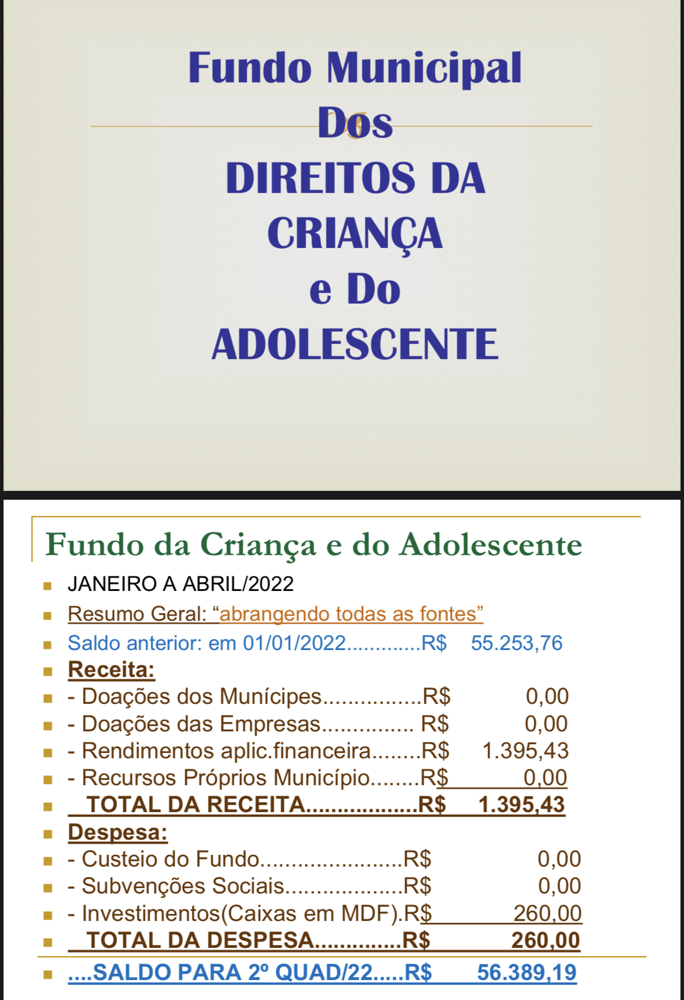 Fundo Municipal
Dos
DIREITOS DA
CRIANÇA
e Do
ADOLESCENTE
Fundo da Criança e do Adolescente
JANEIRO A ABRIL/2022
Resumo Geral: “abrangendo todas as fontes”
Saldo anterior: em 01/01/2022............R$ 55.253,76
Receita:
- Doações dos Munícipes................R$ 0,00
- Doações das Empresas............... R$ 0,00
- Rendimentos aplic.financeira........R$ 1.395,43
- Recursos Próprios Município........R$ 0,00
TOTAL DA RECEITA..................R$ 1.395,43
Despesa:
- Custeio do Fundo.......................R$ 0,00
- Subvenções Sociais...................R$ 0,00
- Investimentos(Caixas em MDF).R$ 260,00
TOTAL DA DESPESA..............R$ 260,00
....SALDO PARA 2º QUAD/22.....R$ 56.389,19